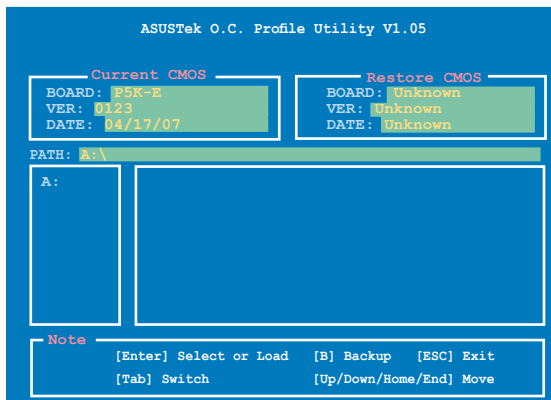 ASUSTek O.C. Profile Utility V1.05
Current CMOS
BOARD: P5K-E
VER: 0123
DATE: 04/17/07
Restore CMOS
BOARD: Unknown
VER: Unknown
DATE: Unknown
PATH: A:\
A:
Note
[Enter] Select or Load [B] Backup [ESC] Exit
[Tab] Switch [Up/Down/Home/End] Move